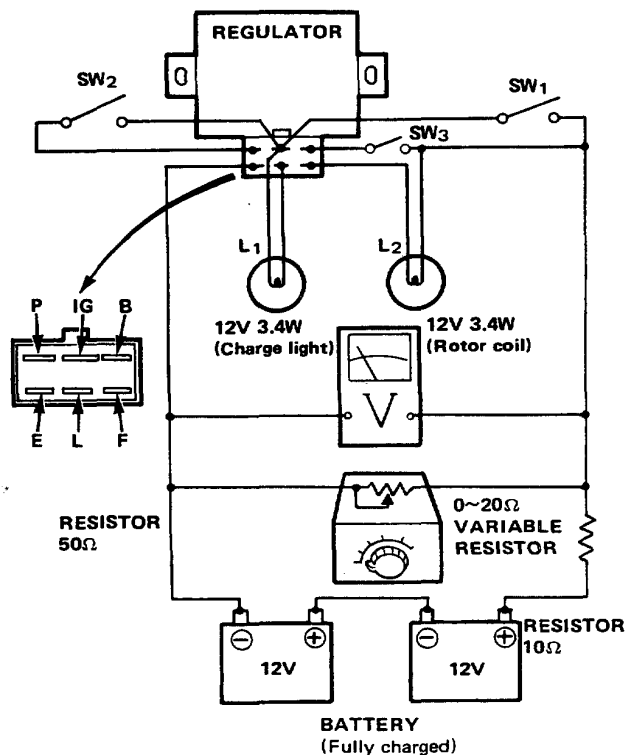 REGULATOR
SW2
SW1
SW3
L1
L2
12V 3.4W
(Charge light)
12V 3.4W
(Rotor coil)
P IG B
E L F
V
RESISTOR
50Ω
0~20Ω
VARIABLE
RESISTOR
⊖ ⊕
12V
⊖ ⊕
12V
RESISTOR
10Ω
BATTERY
(Fully charged)